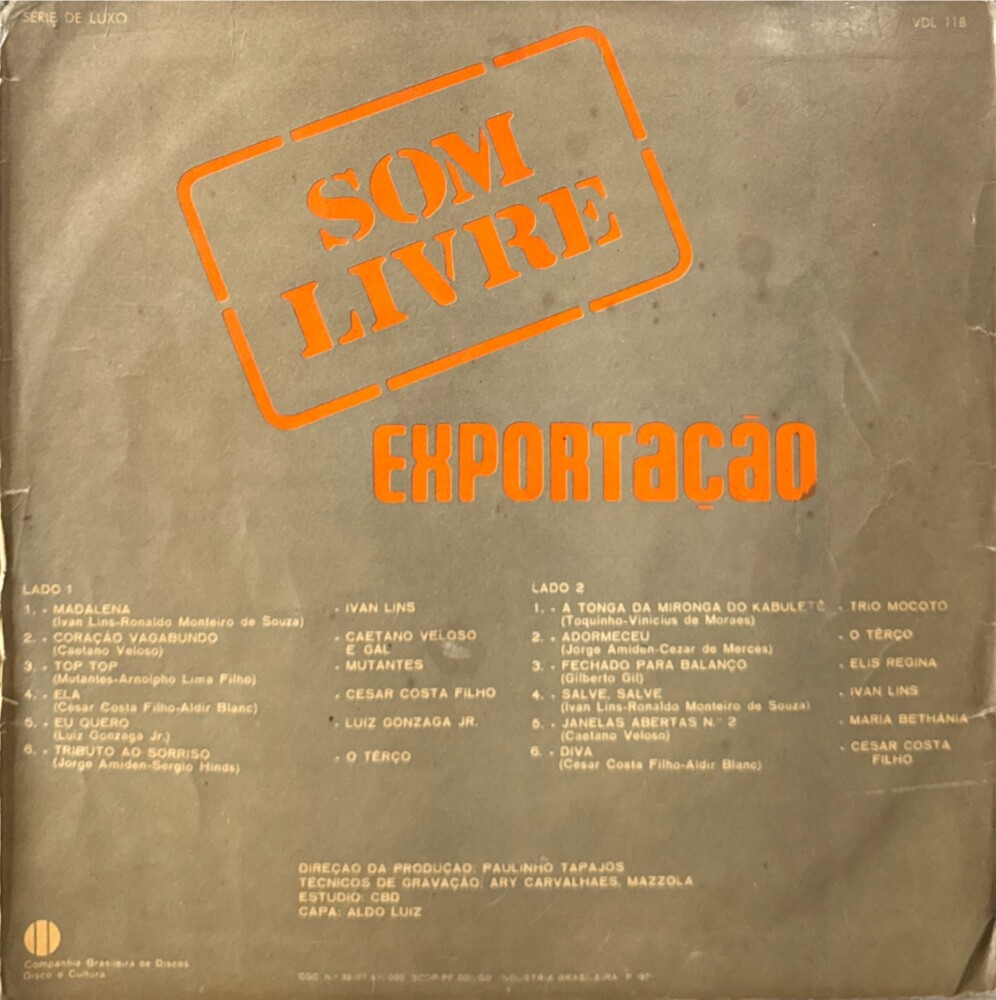 SÉRIE DE LUXO
VDL 118
SOM
LIVRE
EXPORTAÇÃO
LADO 1
1. • MADALENA • IVAN LINS
(Ivan Lins-Ronaldo Monteiro de Souza)
2. • CORAÇÃO VAGABUNDO • CAETANO VELOSO
(Caetano Veloso) E GAL
3. • TOP TOP • MUTANTES
(Mutantes-Arnolpho Lima Filho)
4. • ELA • CESAR COSTA FILHO
(César Costa Filho-Aldir Blanc)
5. • EU QUERO • LUIZ GONZAGA JR.
(Luiz Gonzaga Jr.)
6. • TRIBUTO AO SORRISO • O TÊRÇO
(Jorge Amiden-Sergio Hinds)
LADO 2
1. • A TONGA DA MIRONGA DO KABULETÊ • TRIO MOCOTÓ
(Toquinho-Vinicius de Moraes)
2. • ADORMECEU • O TÊRÇO
(Jorge Amiden-Cezar de Mercês)
3. • FECHADO PARA BALANÇO • ELIS REGINA
(Gilberto Gil)
4. • SALVE, SALVE • IVAN LINS
(Ivan Lins-Ronaldo Monteiro de Souza)
5. • JANELAS ABERTAS N.º 2 • MARIA BETHÂNIA
(Caetano Veloso)
6. • DIVA • CESAR COSTA
(Cesar Costa Filho-Aldir Blanc) FILHO
DIREÇÃO DA PRODUÇÃO: PAULINHO TAPAJOS
TÉCNICOS DE GRAVAÇÃO: ARY CARVALHAES, MAZZOLA
ESTUDIO: CBD
CAPA: ALDO LUIZ
Companhia Brasileira de Discos
Disco é Cultura
INDÚSTRIA BRASILEIRA